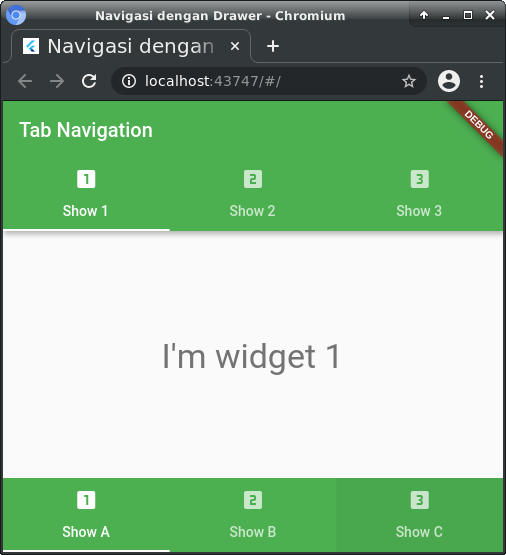 Navigasi dengan Drawer - Chromium
Navigasi dengan
localhost:43747/#/
Tab Navigation
DEBUG
1 2 3
Show 1 Show 2 Show 3
I'm widget 1
1 2 3
Show A Show B Show C